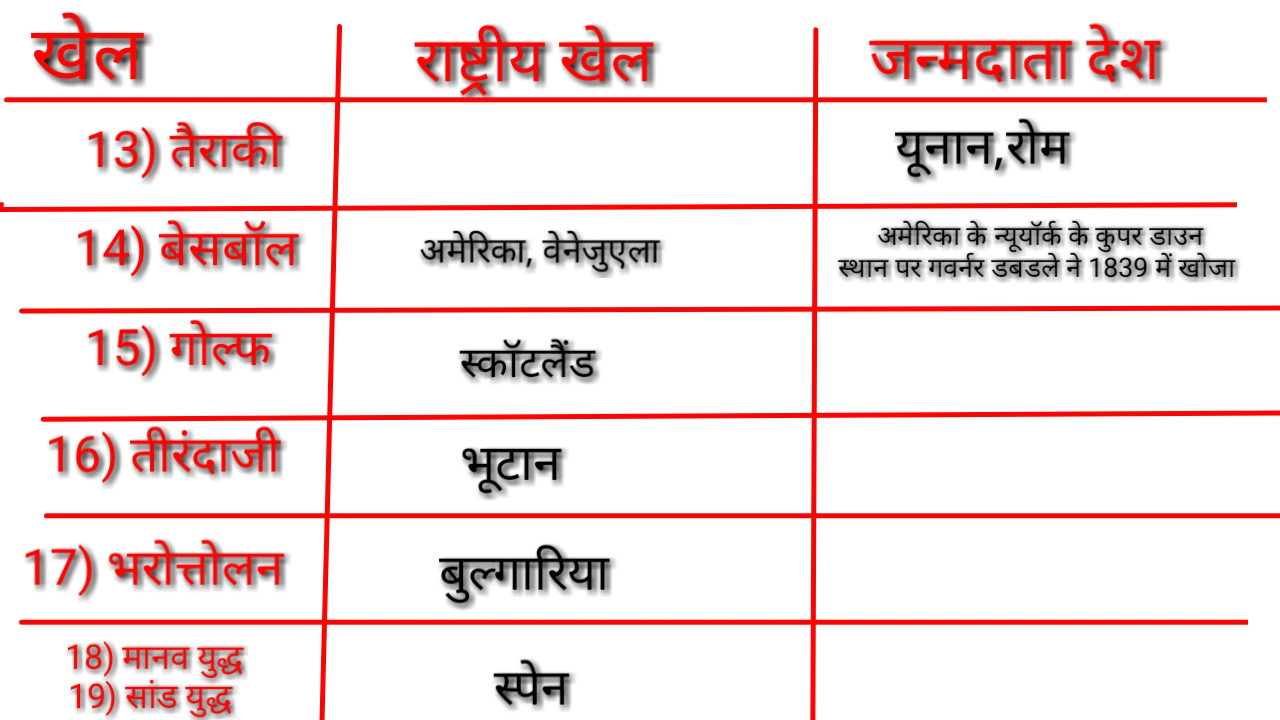 खेल राष्ट्रीय खेल जन्मदाता देश
13) तैराकी यूनान,रोम
14) बेसबॉल अमेरिका, वेनेजुएला अमेरिका के न्यूयॉर्क के कुपर डाउन
स्थान पर गवर्नर डबडले ने 1839 में खोजा
15) गोल्फ स्कॉटलैंड
16) तीरंदाजी भूटान
17) भरोत्तोलन बुल्गारिया
18) मानव युद्ध
19) सांड युद्ध स्पेन